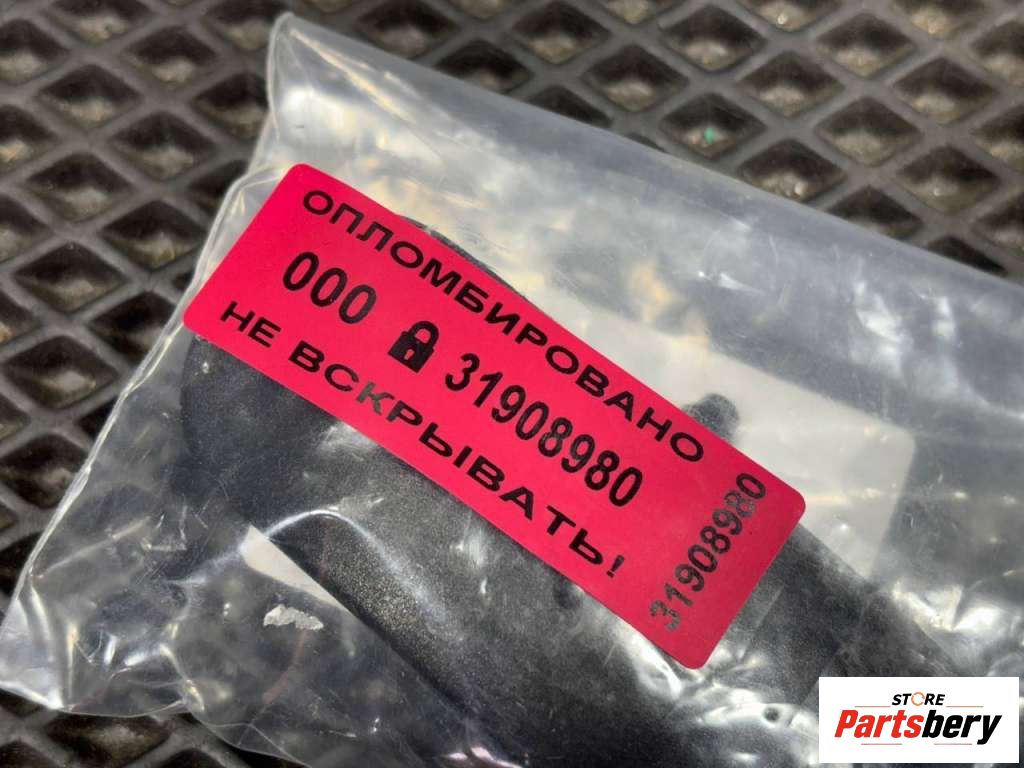 ОПЛОМБИРОВАНО
000 31908980
НЕ ВСКРЫВАТЬ!
31908980
STORE
Partsbery